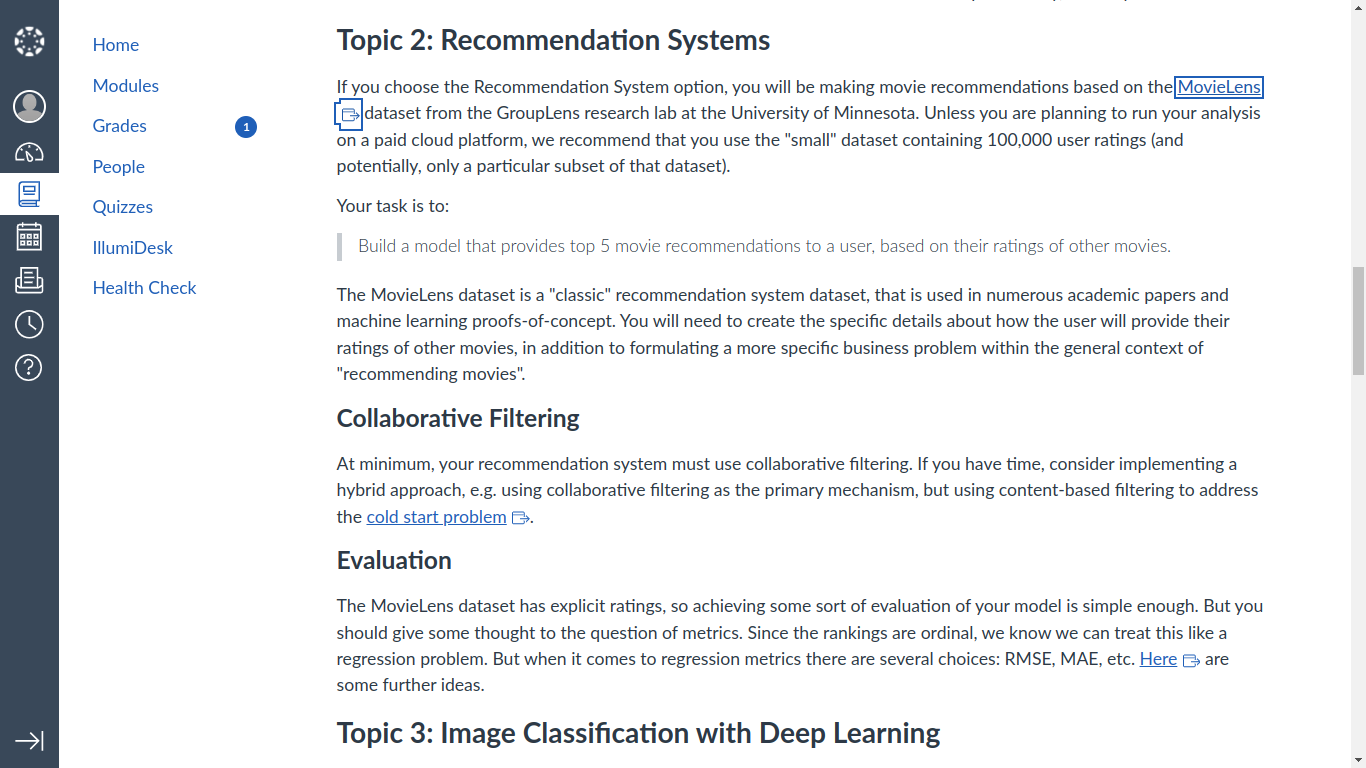 Home
Modules
Grades
1
People
Quizzes
IllumiDesk
Health Check
Topic 2: Recommendation Systems
If you choose the Recommendation System option, you will be making movie recommendations based on the MovieLens
dataset from the GroupLens research lab at the University of Minnesota. Unless you are planning to run your analysis
on a paid cloud platform, we recommend that you use the "small" dataset containing 100,000 user ratings (and
potentially, only a particular subset of that dataset).
Your task is to:
Build a model that provides top 5 movie recommendations to a user, based on their ratings of other movies.
The MovieLens dataset is a "classic" recommendation system dataset, that is used in numerous academic papers and
machine learning proofs-of-concept. You will need to create the specific details about how the user will provide their
ratings of other movies, in addition to formulating a more specific business problem within the general context of
"recommending movies".
Collaborative Filtering
At minimum, your recommendation system must use collaborative filtering. If you have time, consider implementing a
hybrid approach, e.g. using collaborative filtering as the primary mechanism, but using content-based filtering to address
the cold start problem.
Evaluation
The MovieLens dataset has explicit ratings, so achieving some sort of evaluation of your model is simple enough. But you
should give some thought to the question of metrics. Since the rankings are ordinal, we know we can treat this like a
regression problem. But when it comes to regression metrics there are several choices: RMSE, MAE, etc. Here are
some further ideas.
Topic 3: Image Classification with Deep Learning